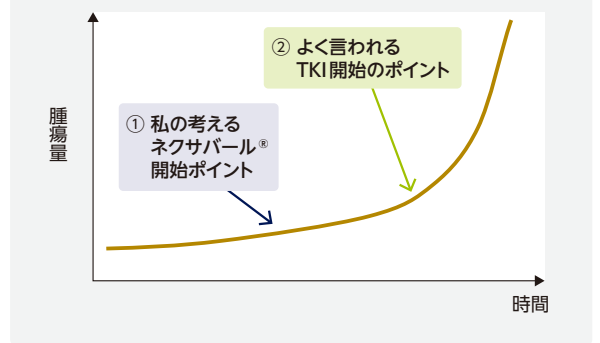 ② よく言われる
TKI開始のポイント
① 私の考える
ネクサバール®
開始ポイント
腫瘍量
時間